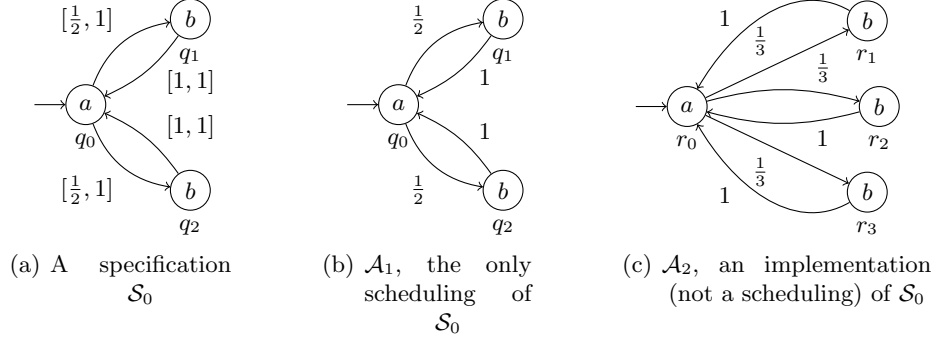 [1/2, 1]
b
q1
[1, 1]
a
q0
[1, 1]
[1/2, 1]
b
q2
(a) A specification
S0
1/2
b
q1
1
a
q0
1
1/2
b
q2
(b) A1, the only
scheduling of
S0
1
b
1/3
r1
1/3
a
b
r0
r2
1
1/3
b
1
r3
(c) A2, an implementation
(not a scheduling) of S0